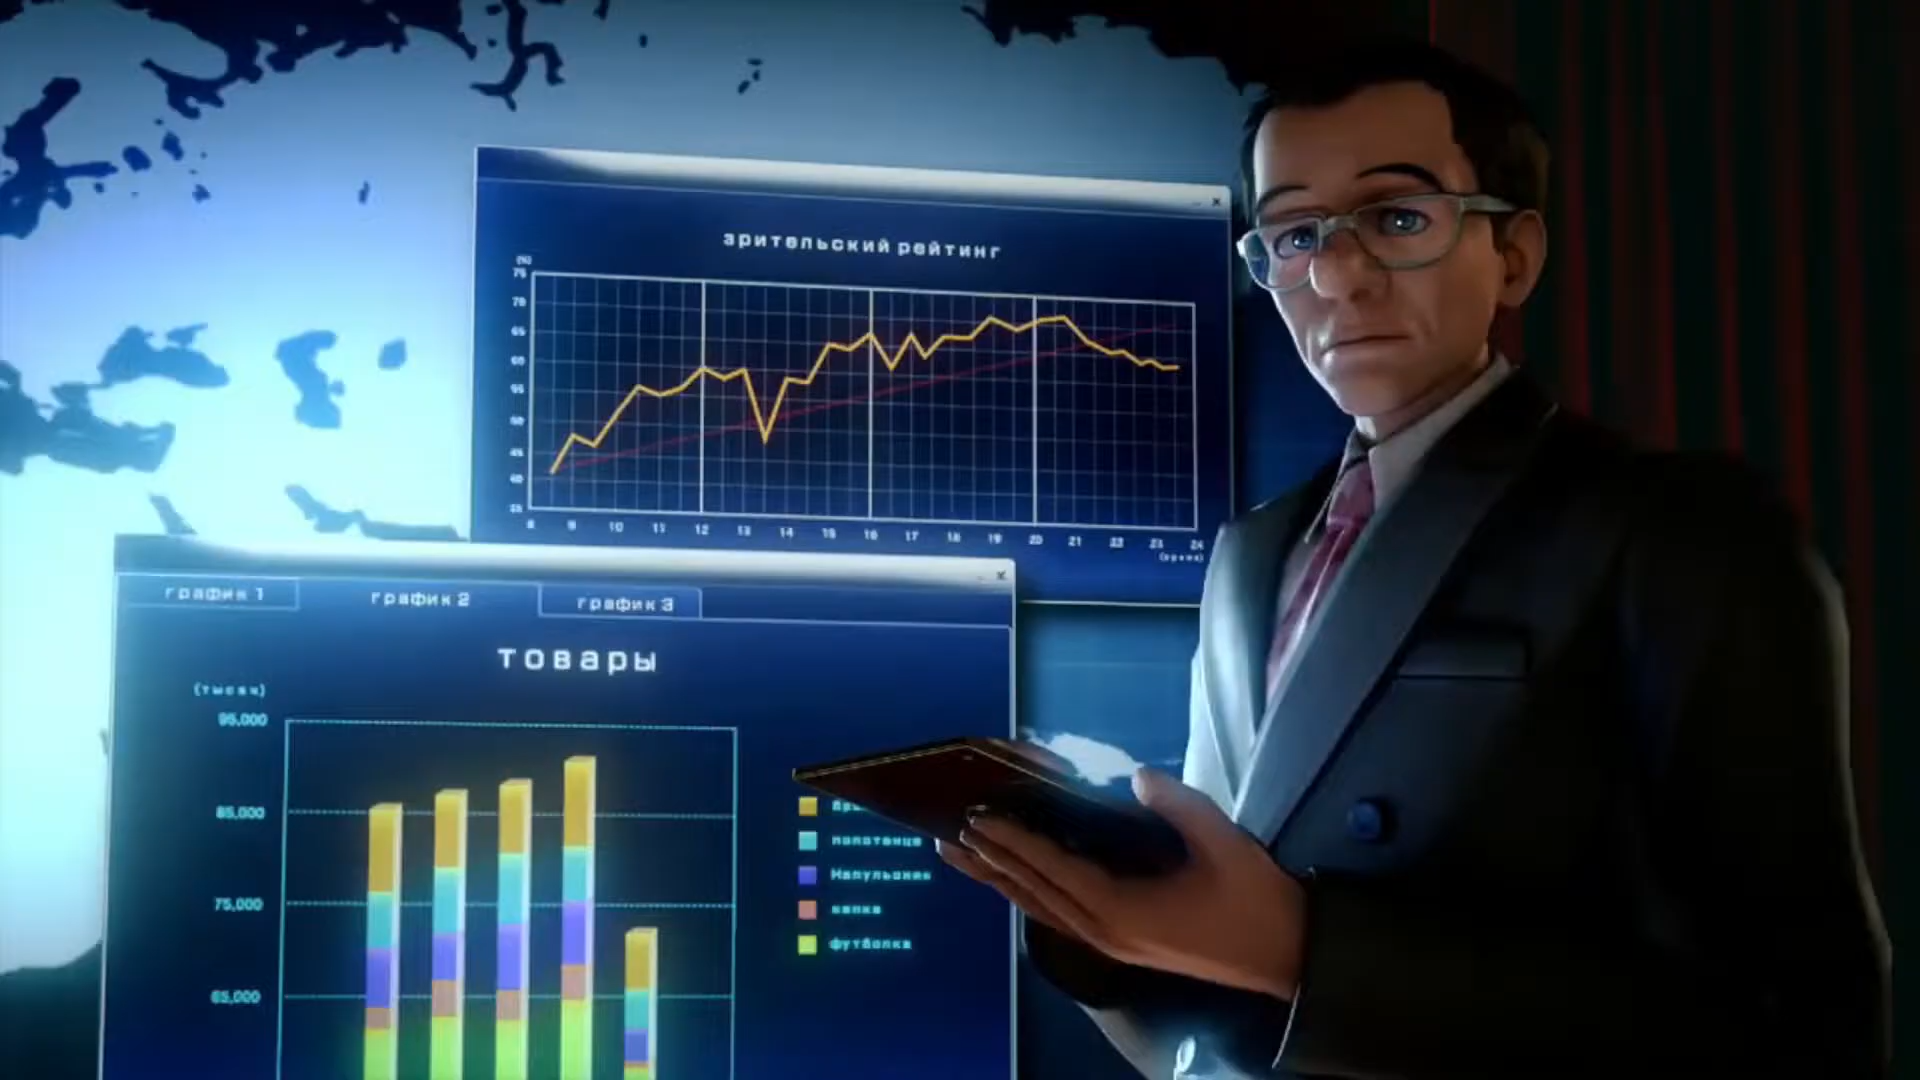 зрительский рейтинг
(%)
75
70
65
60
55
50
45
40
35
8 9 10 11 12 13 14 15 16 17 18 19 20 21 22 23 24
(время)
график 1 график 2 график 3
товары
(тысяч)
95,000
85,000
75,000
65,000
полотенце
Напульсник
кепка
футболка